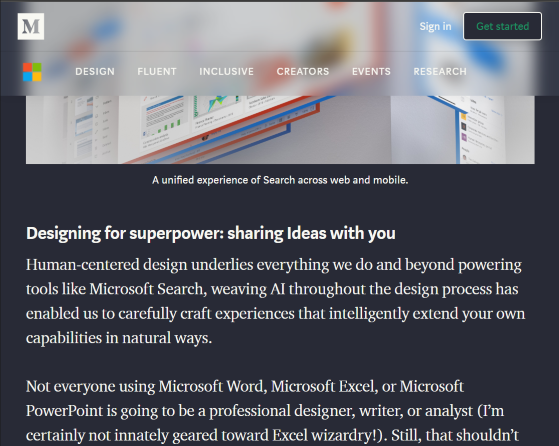 M
Sign in
Get started
DESIGN FLUENT INCLUSIVE CREATORS EVENTS RESEARCH
A unified experience of Search across web and mobile.
Designing for superpower: sharing Ideas with you
Human-centered design underlies everything we do and beyond powering
tools like Microsoft Search, weaving AI throughout the design process has
enabled us to carefully craft experiences that intelligently extend your own
capabilities in natural ways.
Not everyone using Microsoft Word, Microsoft Excel, or Microsoft
PowerPoint is going to be a professional designer, writer, or analyst (I’m
certainly not innately geared toward Excel wizardry!). Still, that shouldn’t